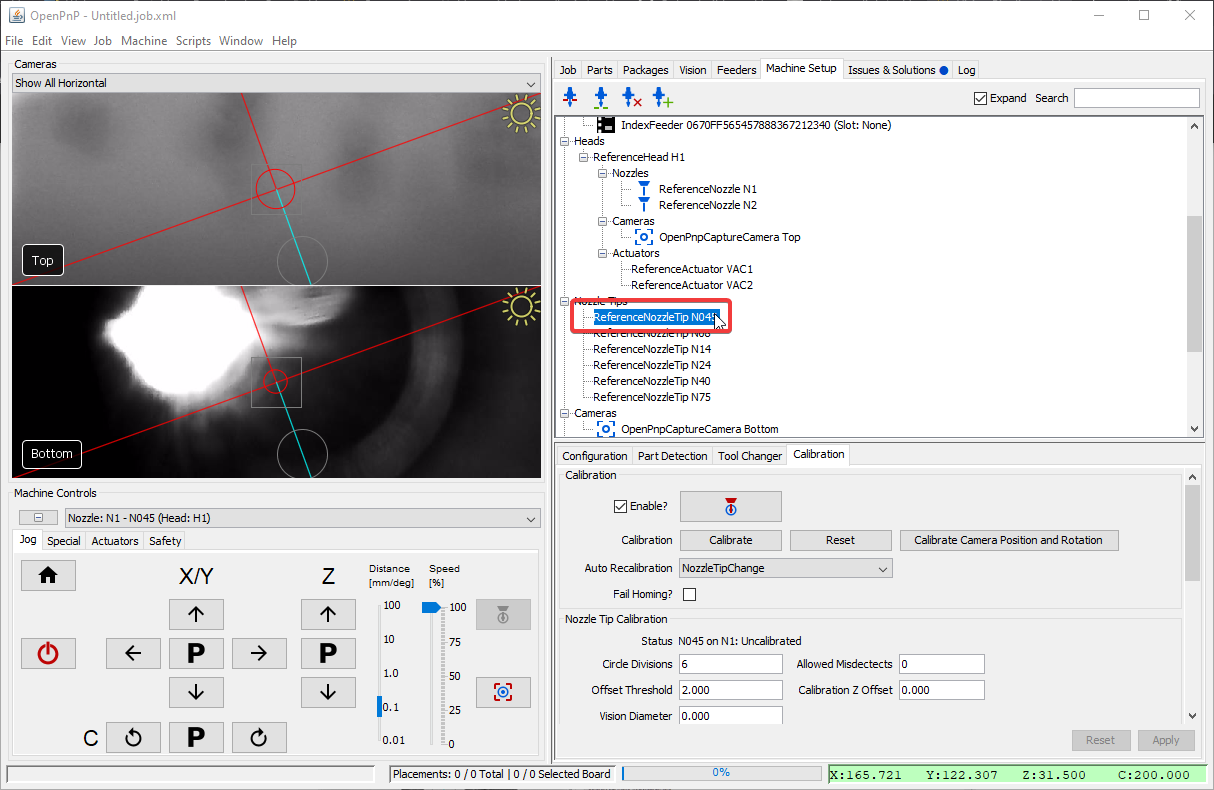 OpenPnP - Untitled.job.xml
File Edit View Job Machine Scripts Window Help
Cameras
Show All Horizontal
Top
Bottom
Machine Controls
Nozzle: N1 - N045 (Head: H1)
Jog Special Actuators Safety
X/Y
Z
Distance
[mm/deg]
Speed
[%]
100
10
1.0
0.1
0.01
100
75
50
25
0
P
P
C
P
Job Parts Packages Vision Feeders Machine Setup Issues & Solutions Log
Expand Search
IndexFeeder 0670FF565457888367212340 (Slot: None)
Heads
ReferenceHead H1
Nozzles
ReferenceNozzle N1
ReferenceNozzle N2
Cameras
OpenPnpCaptureCamera Top
Actuators
ReferenceActuator VAC1
ReferenceActuator VAC2
Nozzle Tips
ReferenceNozzleTip N045
ReferenceNozzleTip N08
ReferenceNozzleTip N14
ReferenceNozzleTip N24
ReferenceNozzleTip N40
ReferenceNozzleTip N75
Cameras
OpenPnpCaptureCamera Bottom
Configuration Part Detection Tool Changer Calibration
Calibration
Enable?
Calibration Calibrate Reset Calibrate Camera Position and Rotation
Auto Recalibration NozzleTipChange
Fail Homing?
Nozzle Tip Calibration
Status N045 on N1: Uncalibrated
Circle Divisions 6 Allowed Misdetects 0
Offset Threshold 2.000 Calibration Z Offset 0.000
Vision Diameter 0.000
Reset Apply
Placements: 0 / 0 Total | 0 / 0 Selected Board 0% X:165.721 Y:122.307 Z:31.500 C:200.000